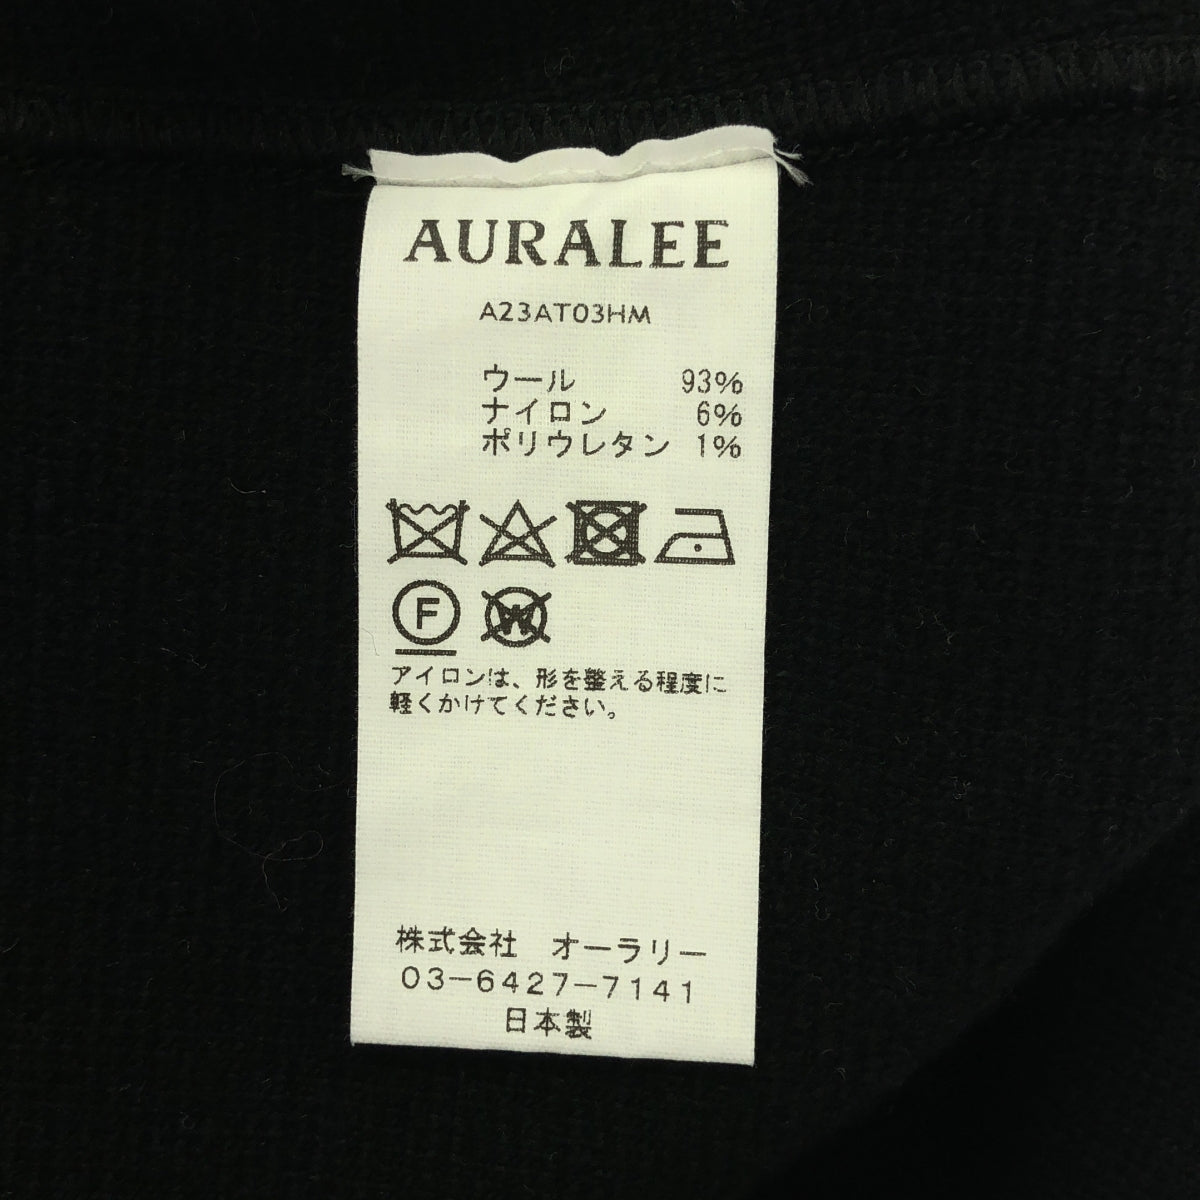 AURALEE
A23AT03HM
ウール 93%
ナイロン 6%
ポリウレタン 1%
F
W
アイロンは、形を整える程度に
軽くかけてください。
株式会社 オーラリー
03-6427-7141
日本製